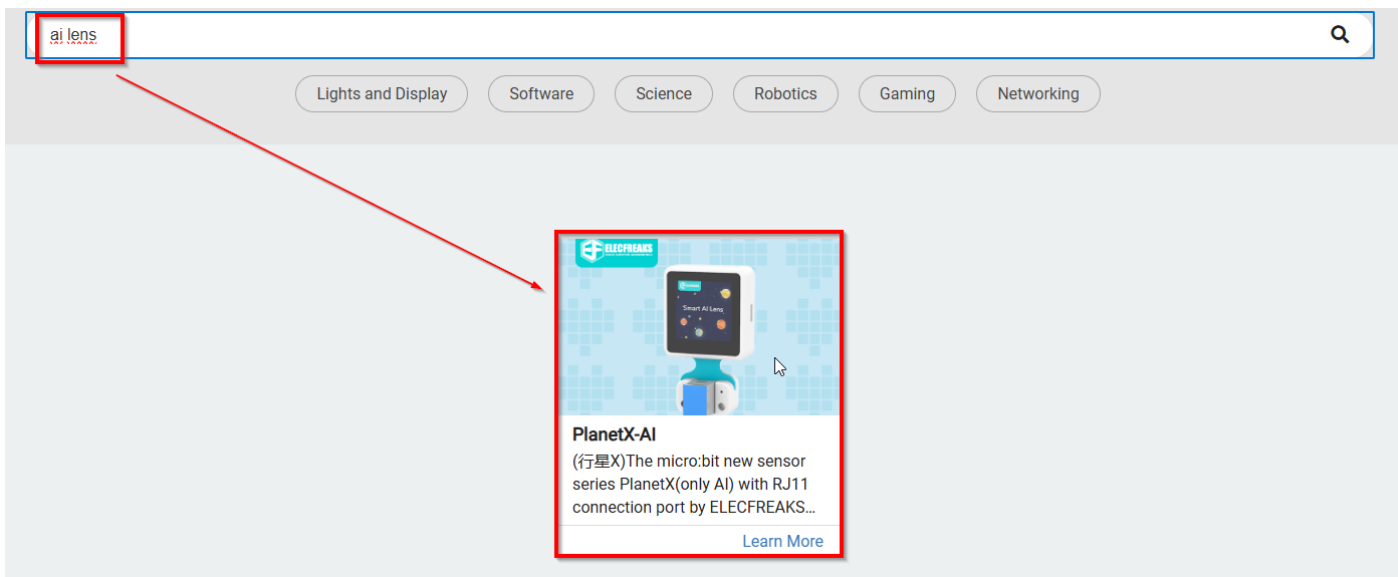 ai lens
Lights and Display
Software
Science
Robotics
Gaming
Networking
ELECFREAKS
Smart AI Lens
PlanetX-AI
(行星X)The micro:bit new sensor
series PlanetX(only AI) with RJ11
connection port by ELECFREAKS...
Learn More